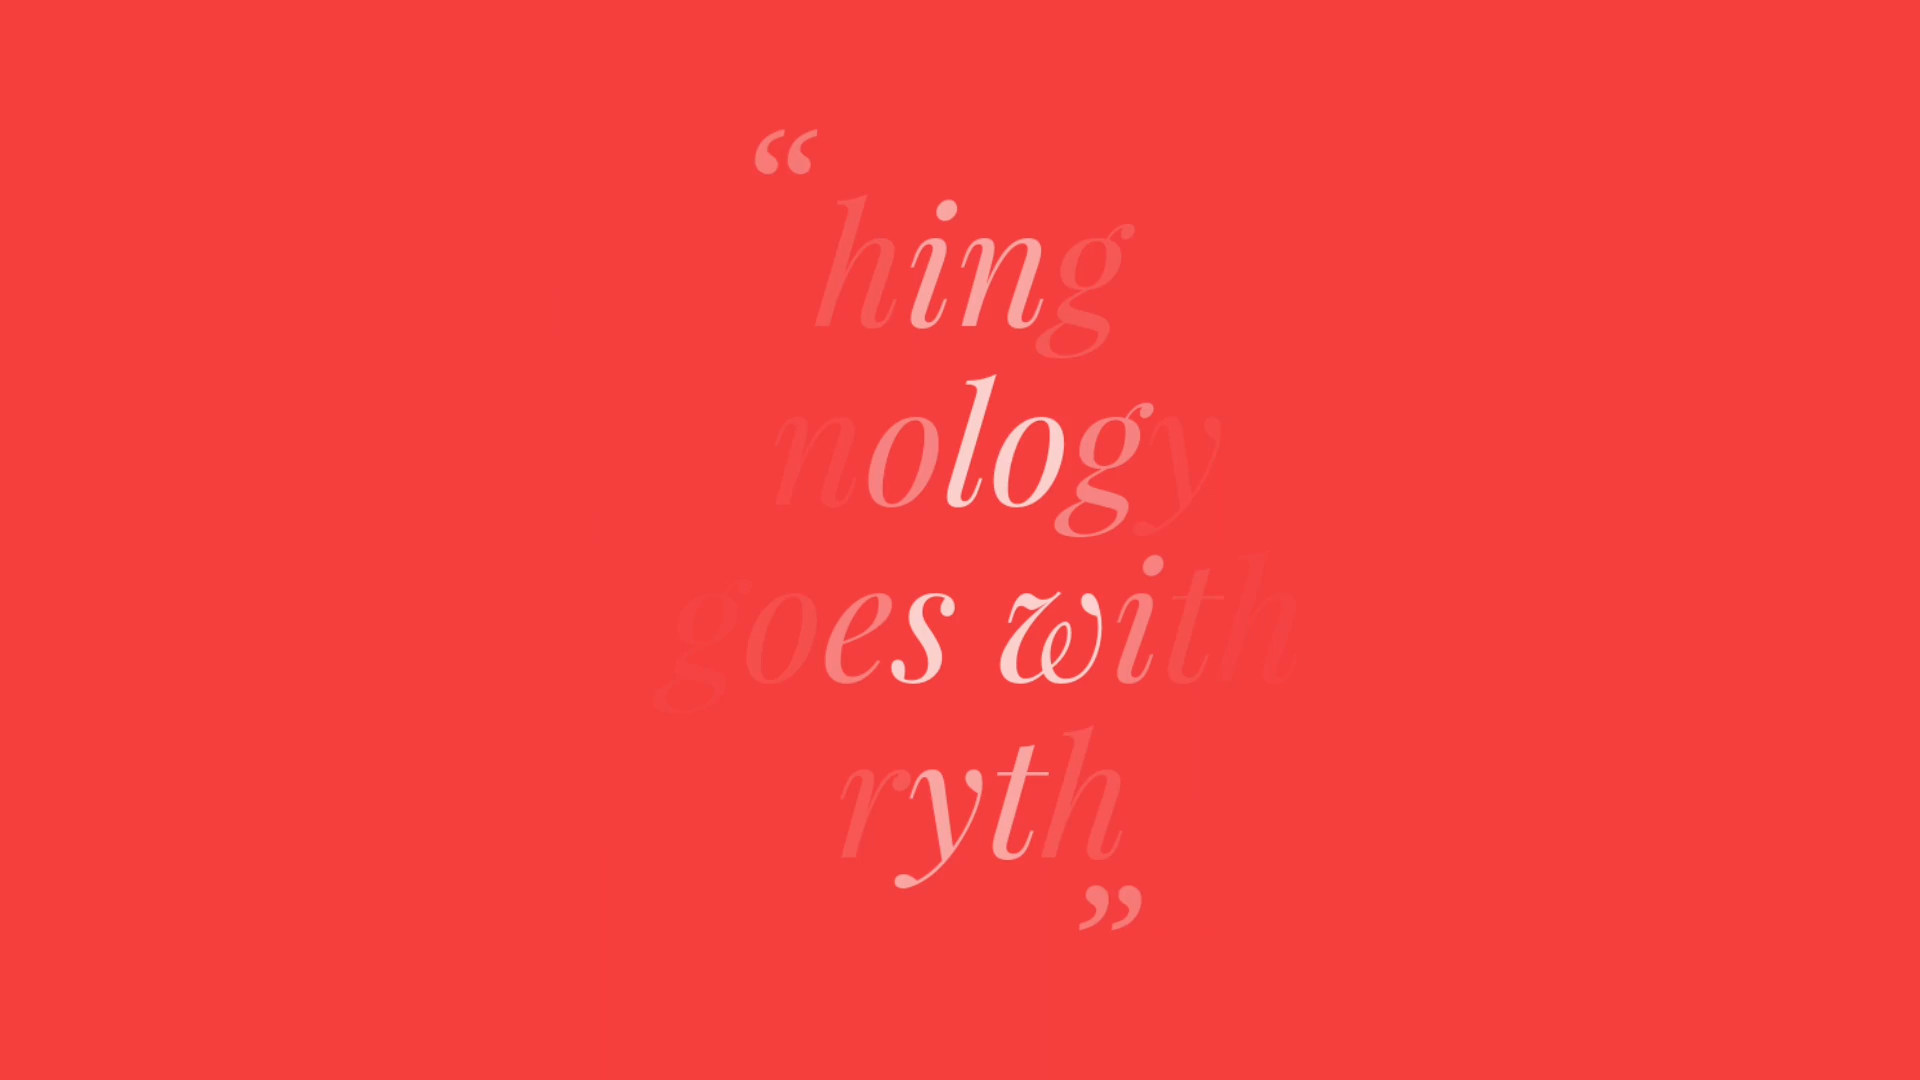 “
hing
nology
goes with
ryth
”